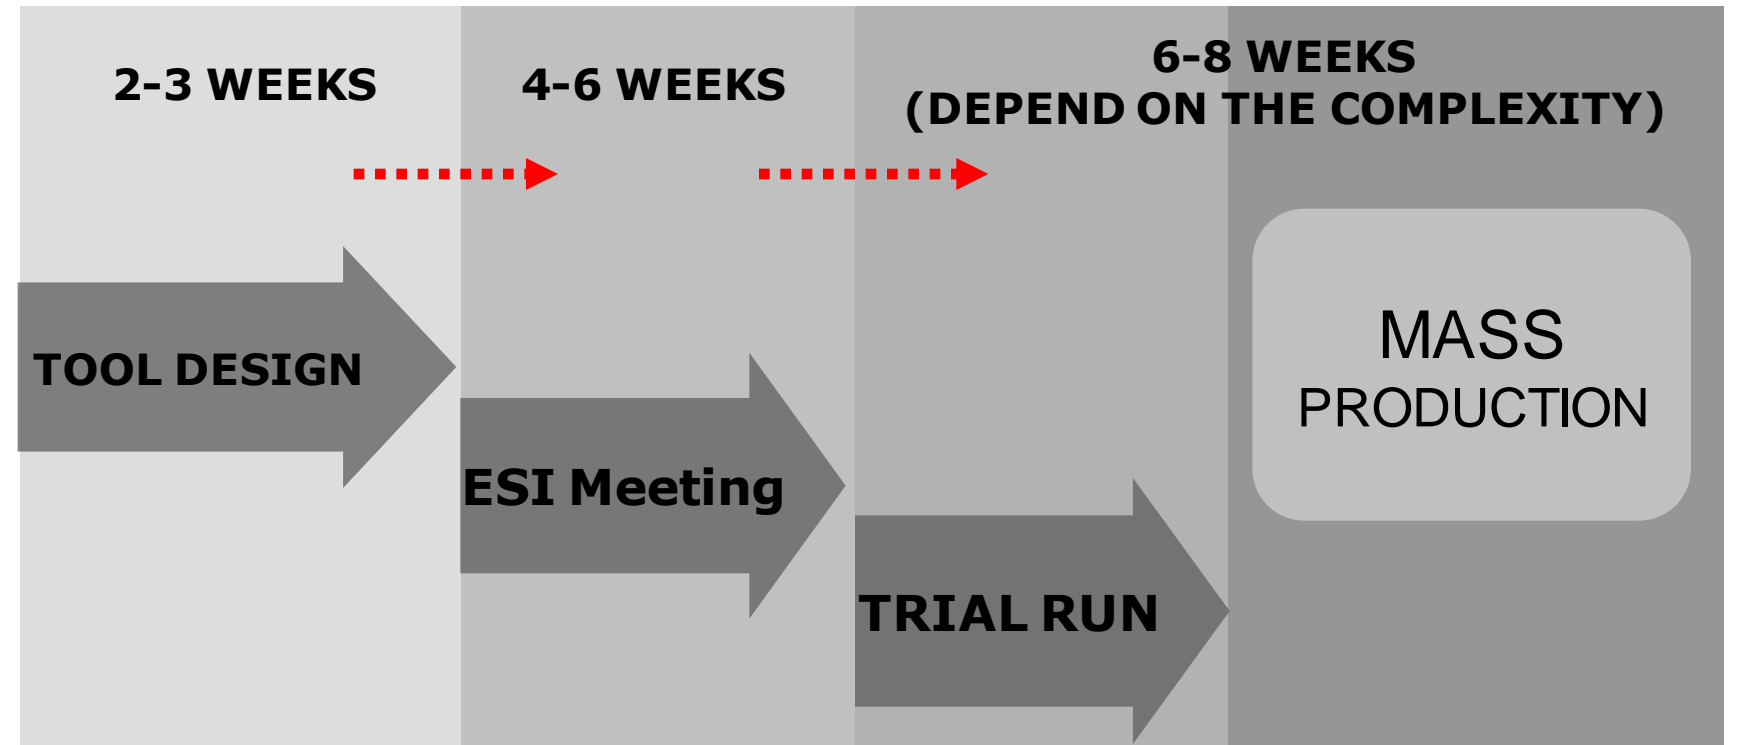 2-3 WEEKS
4-6 WEEKS
6-8 WEEKS
(DEPEND ON THE COMPLEXITY)
TOOL DESIGN
ESI Meeting
TRIAL RUN
MASS
PRODUCTION